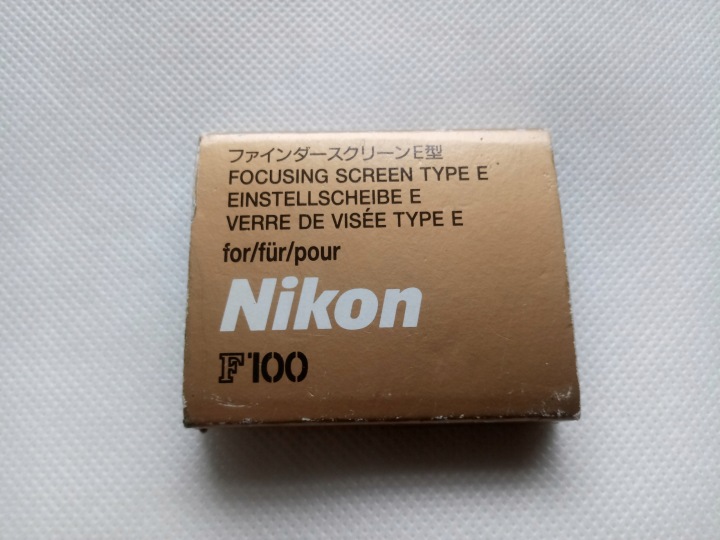 ファインダースクリーンE型
FOCUSING SCREEN TYPE E
EINSTELLSCHEIBE E
VERRE DE VISÉE TYPE E
for/für/pour
Nikon
F100